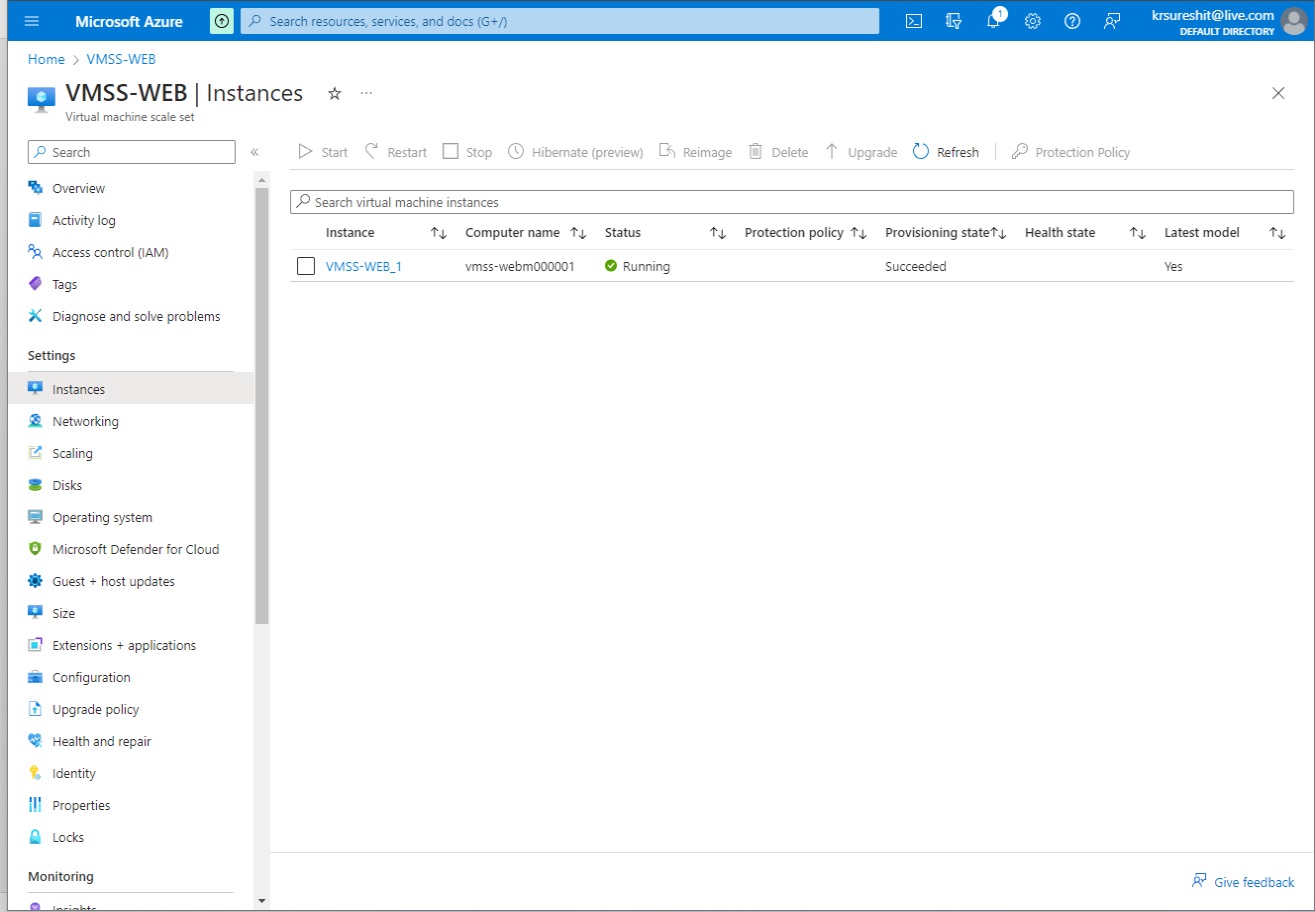 Microsoft Azure
Search resources, services, and docs (G+/)
1
krsureshit@live.com
DEFAULT DIRECTORY
Home > VMSS-WEB
VMSS-WEB | Instances
Virtual machine scale set
Search
Start Restart Stop Hibernate (preview) Reimage Delete Upgrade Refresh Protection Policy
Search virtual machine instances
Instance Computer name Status Protection policy Provisioning state Health state Latest model
VMSS-WEB_1 vmss-webm000001 Running Succeeded Yes
Overview
Activity log
Access control (IAM)
Tags
Diagnose and solve problems
Settings
Instances
Networking
Scaling
Disks
Operating system
Microsoft Defender for Cloud
Guest + host updates
Size
Extensions + applications
Configuration
Upgrade policy
Health and repair
Identity
Properties
Locks
Monitoring
Insights
Give feedback